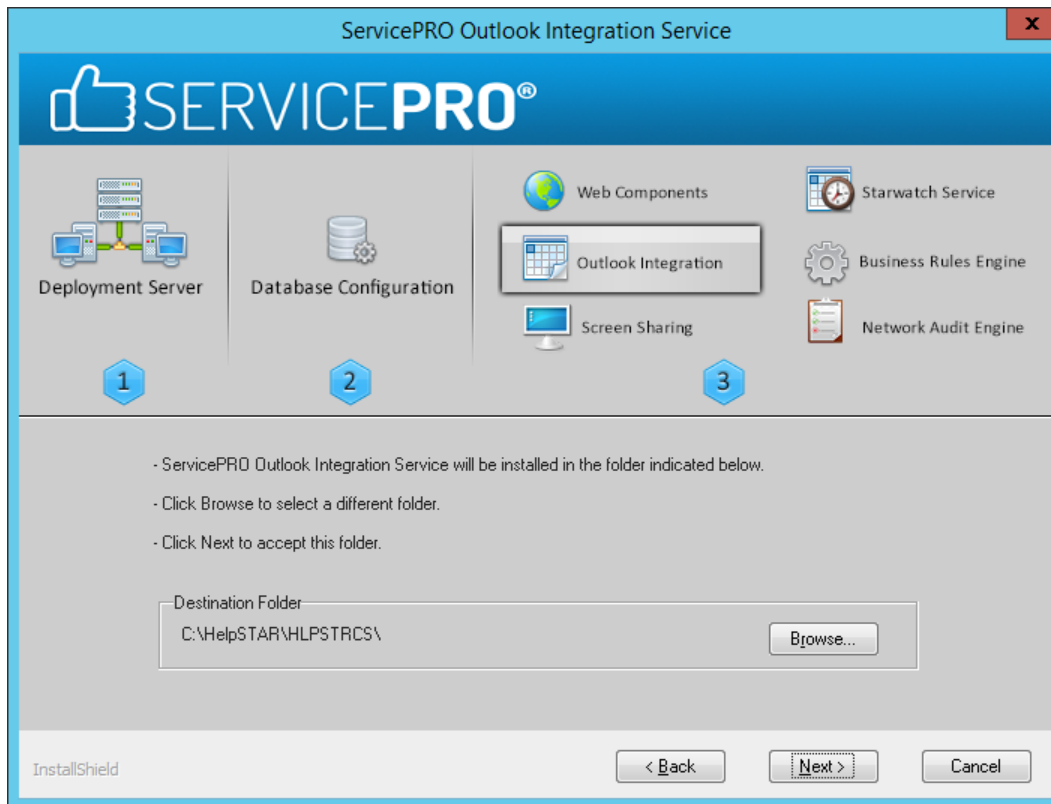 ServicePRO Outlook Integration Service
x
SERVICEPRO®
Deployment Server
1
Database Configuration
2
Web Components
Outlook Integration
Screen Sharing
Starwatch Service
Business Rules Engine
Network Audit Engine
3
- ServicePRO Outlook Integration Service will be installed in the folder indicated below.
- Click Browse to select a different folder.
- Click Next to accept this folder.
Destination Folder
C:\HelpSTAR\HLPSTRCS\
Browse...
InstallShield
< Back
Next >
Cancel